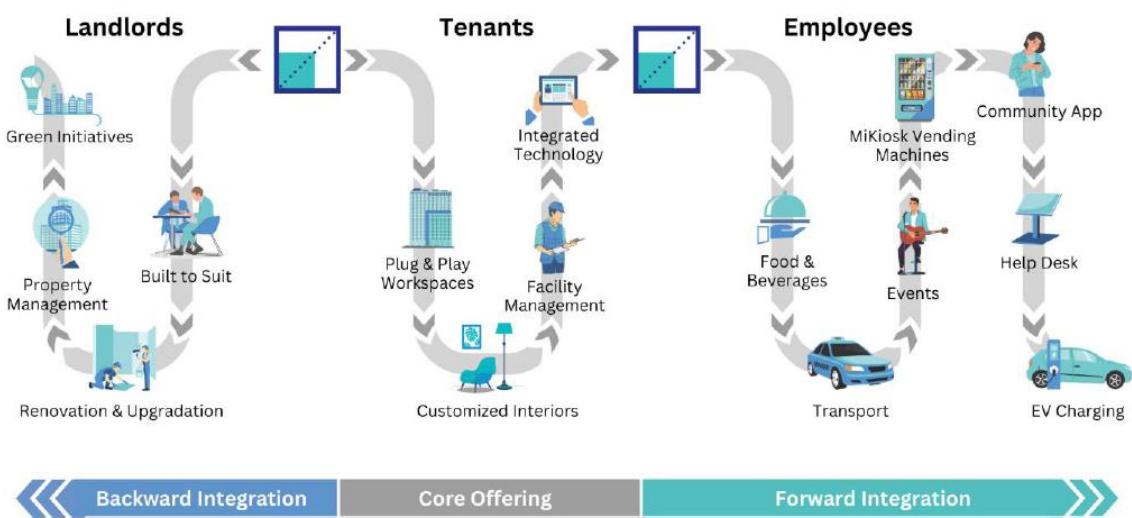 Landlords
Tenants
Employees
Green Initiatives
Property
Management
Renovation & Upgradation
Built to Suit
Plug & Play
Workspaces
Customized Interiors
Facility
Management
Integrated
Technology
Food &
Beverages
Transport
Events
MiKiosk Vending
Machines
Community App
Help Desk
EV Charging
Backward Integration
Core Offering
Forward Integration